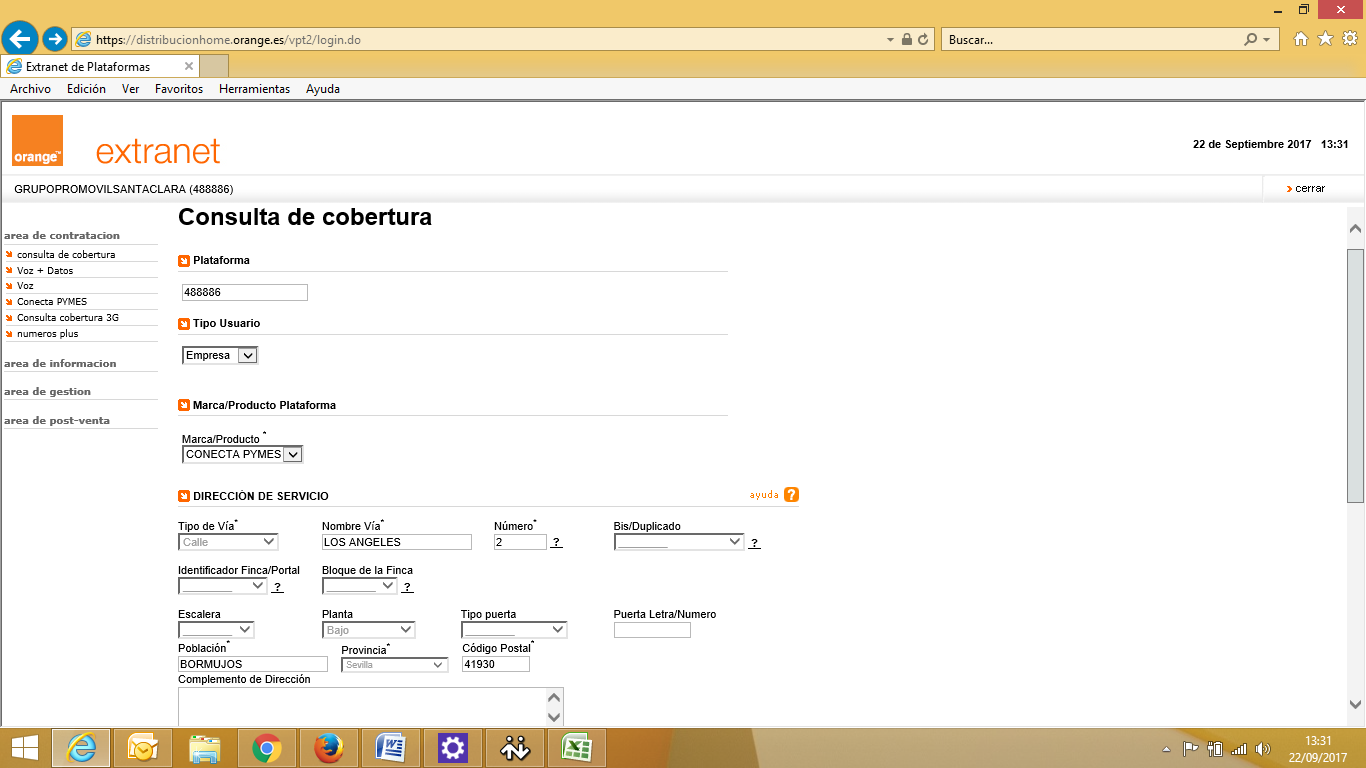 https://distribucionhome.orange.es/vpt2/login.do
Buscar...
Extranet de Plataformas
Archivo Edición Ver Favoritos Herramientas Ayuda
orange™
extranet
22 de Septiembre 2017 13:31
GRUPOPROMOVILSANTACLARA (488886)
cerrar
area de contratacion
consulta de cobertura
Voz + Datos
Voz
Conecta PYMES
Consulta cobertura 3G
numeros plus
area de informacion
area de gestion
area de post-venta
Consulta de cobertura
Plataforma
488886
Tipo Usuario
Empresa
Marca/Producto Plataforma
Marca/Producto *
CONECTA PYMES
DIRECCIÓN DE SERVICIO
ayuda ?
Tipo de Vía* Nombre Vía* Número* Bis/Duplicado
Calle LOS ANGELES 2 ? ________ ?
Identificador Finca/Portal Bloque de la Finca
________ ? ________ ?
Escalera Planta Tipo puerta Puerta Letra/Numero
________ Bajo ________
Población* Provincia* Código Postal*
BORMUJOS Sevilla 41930
Complemento de Dirección
13:31
22/09/2017